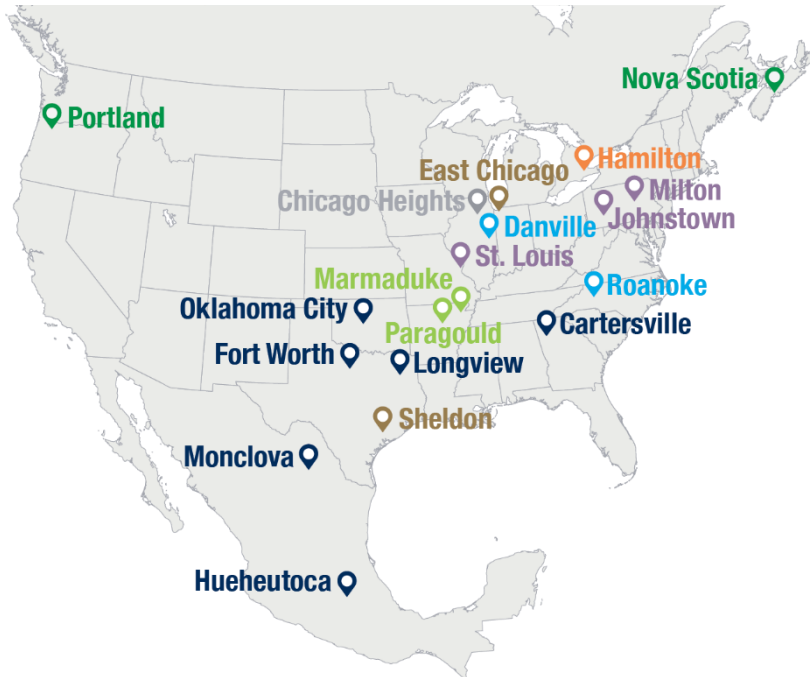 Nova Scotia
Portland
Hamilton
East Chicago
Milton
Chicago Heights
Johnstown
Danville
St. Louis
Marmaduke
Roanoke
Oklahoma City
Paragould
Cartersville
Fort Worth
Longview
Sheldon
Monclova
Hueheutoca